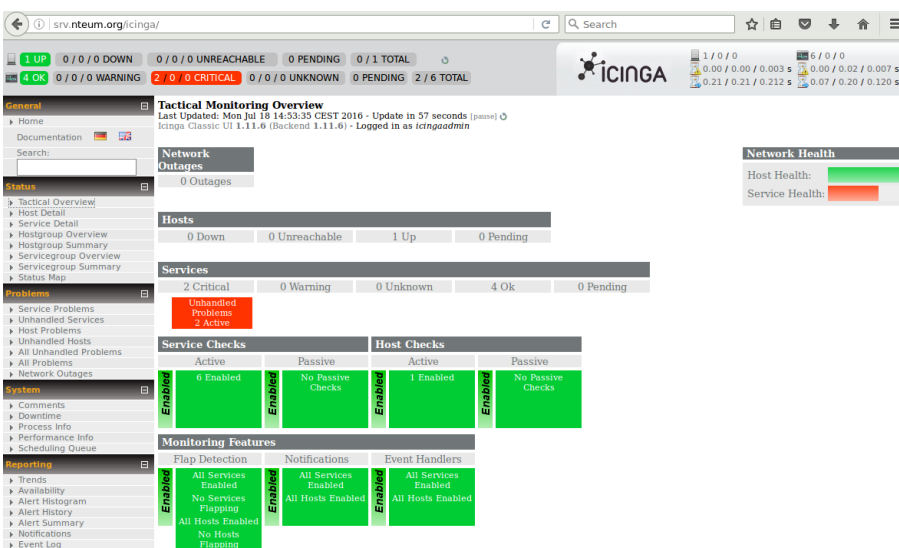 srv.nteum.org/icinga/
Search
1 UP 0 / 0 / 0 DOWN 0 / 0 / 0 UNREACHABLE 0 PENDING 0 / 1 TOTAL
4 OK 0 / 0 / 0 WARNING 2 / 0 / 0 CRITICAL 0 / 0 / 0 UNKNOWN 0 PENDING 2 / 6 TOTAL
ICINGA
1 / 0 / 0 6 / 0 / 0
0.00 / 0.00 / 0.003 s 0.00 / 0.02 / 0.007 s
0.21 / 0.21 / 0.212 s 0.07 / 0.20 / 0.120 s
General
Home
Documentation
Search:
Status
Tactical Overview
Host Detail
Service Detail
Hostgroup Overview
Hostgroup Summary
Servicegroup Overview
Servicegroup Summary
Status Map
Problems
Service Problems
Unhandled Services
Host Problems
Unhandled Hosts
All Unhandled Problems
All Problems
Network Outages
System
Comments
Downtime
Process Info
Performance Info
Scheduling Queue
Reporting
Trends
Availability
Alert Histogram
Alert History
Alert Summary
Notifications
Event Log
Tactical Monitoring Overview
Last Updated: Mon Jul 18 14:53:35 CEST 2016 - Update in 57 seconds [pause]
Icinga Classic UI 1.11.6 (Backend 1.11.6) - Logged in as icingaadmin
Network
Outages
0 Outages
Network Health
Host Health:
Service Health:
Hosts
0 Down 0 Unreachable 1 Up 0 Pending
Services
2 Critical 0 Warning 0 Unknown 4 Ok 0 Pending
Unhandled
Problems
2 Active
Service Checks Host Checks
Active Passive Active Passive
Enabled 6 Enabled Enabled No Passive
Checks
Enabled 1 Enabled Enabled No Passive
Checks
Monitoring Features
Flap Detection Notifications Event Handlers
Enabled All Services
Enabled
No Services
Flapping
All Hosts Enabled
No Hosts
Flapping
Enabled All Services
Enabled
All Hosts Enabled
Enabled All Services
Enabled
All Hosts Enabled